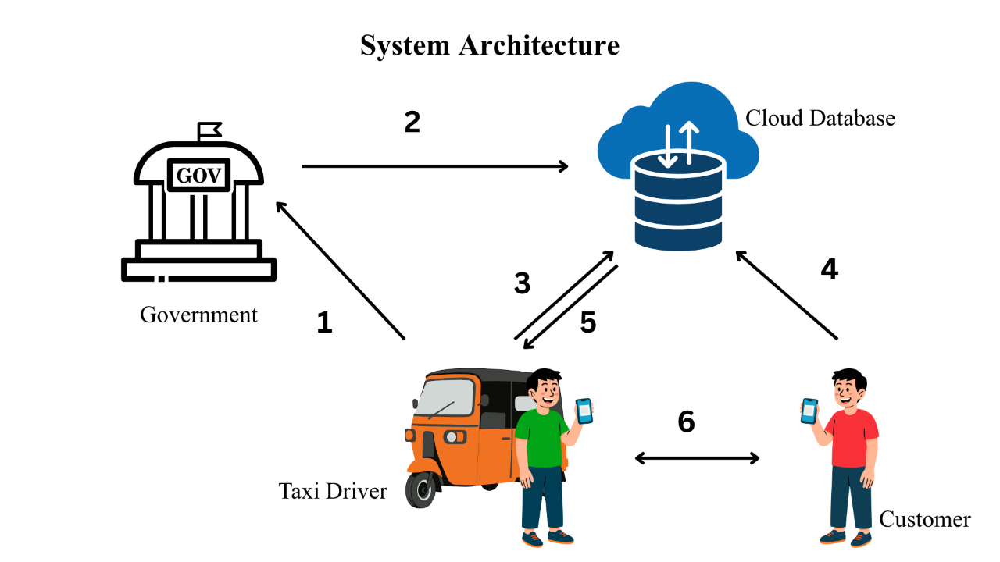 System Architecture
2
Cloud Database
GOV
3
4
Government
1
5
6
Taxi Driver
Customer